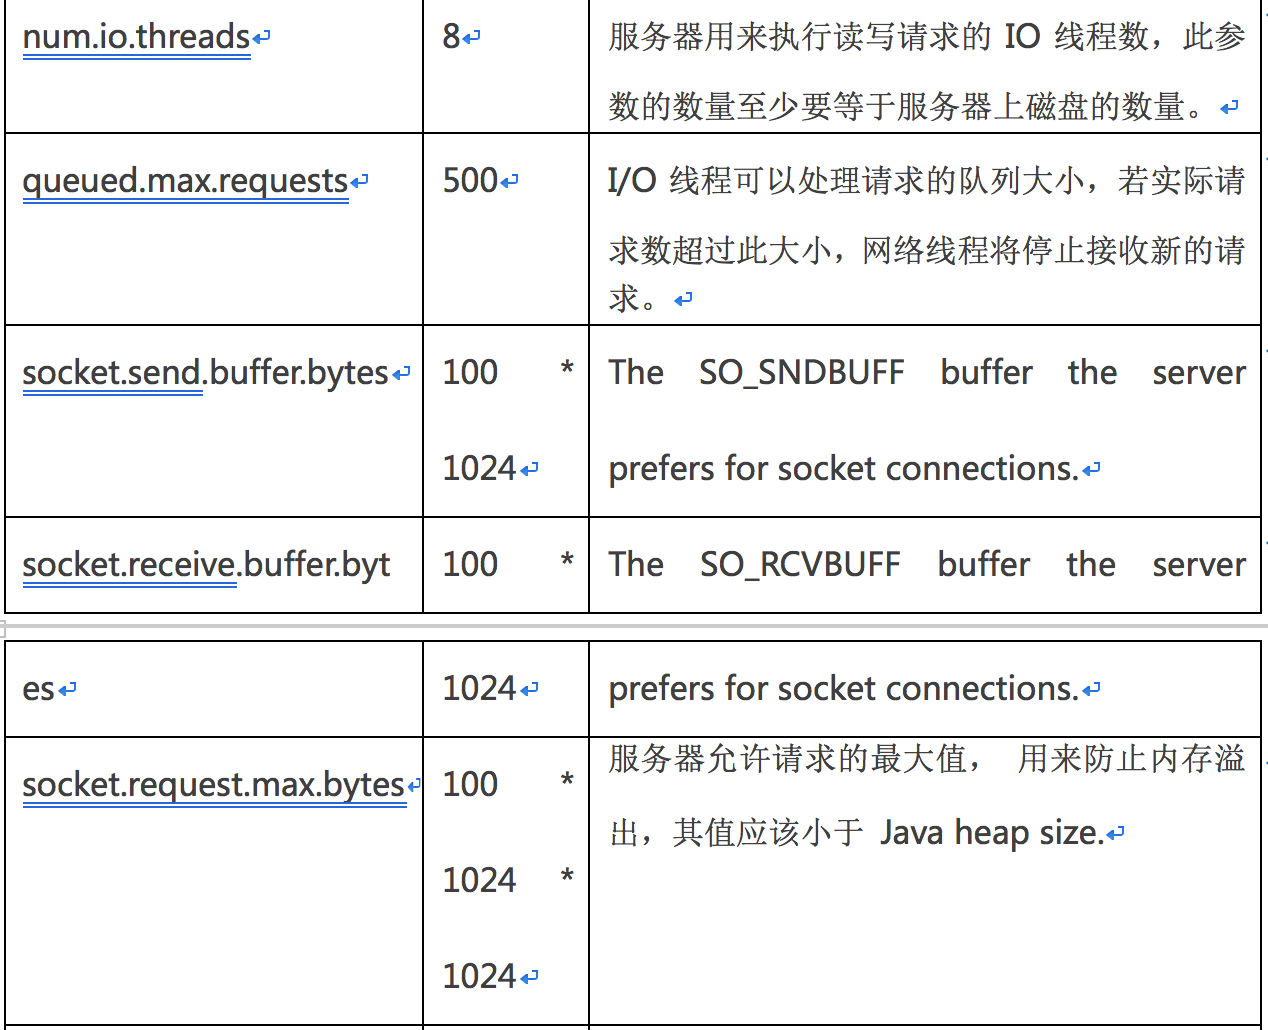 num.io.threads
8
服务器用来执行读写请求的 IO 线程数，此参
数的数量至少要等于服务器上磁盘的数量。
queued.max.requests
500
I/O 线程可以处理请求的队列大小，若实际请
求数超过此大小，网络线程将停止接收新的请
求。
socket.send.buffer.bytes
100 *
1024
The SO_SNDBUFF buffer the server
prefers for socket connections.
socket.receive.buffer.byt
100 *
The SO_RCVBUFF buffer the server
es
1024
prefers for socket connections.
socket.request.max.bytes
100 *
1024 *
1024
服务器允许请求的最大值， 用来防止内存溢
出，其值应该小于 Java heap size.